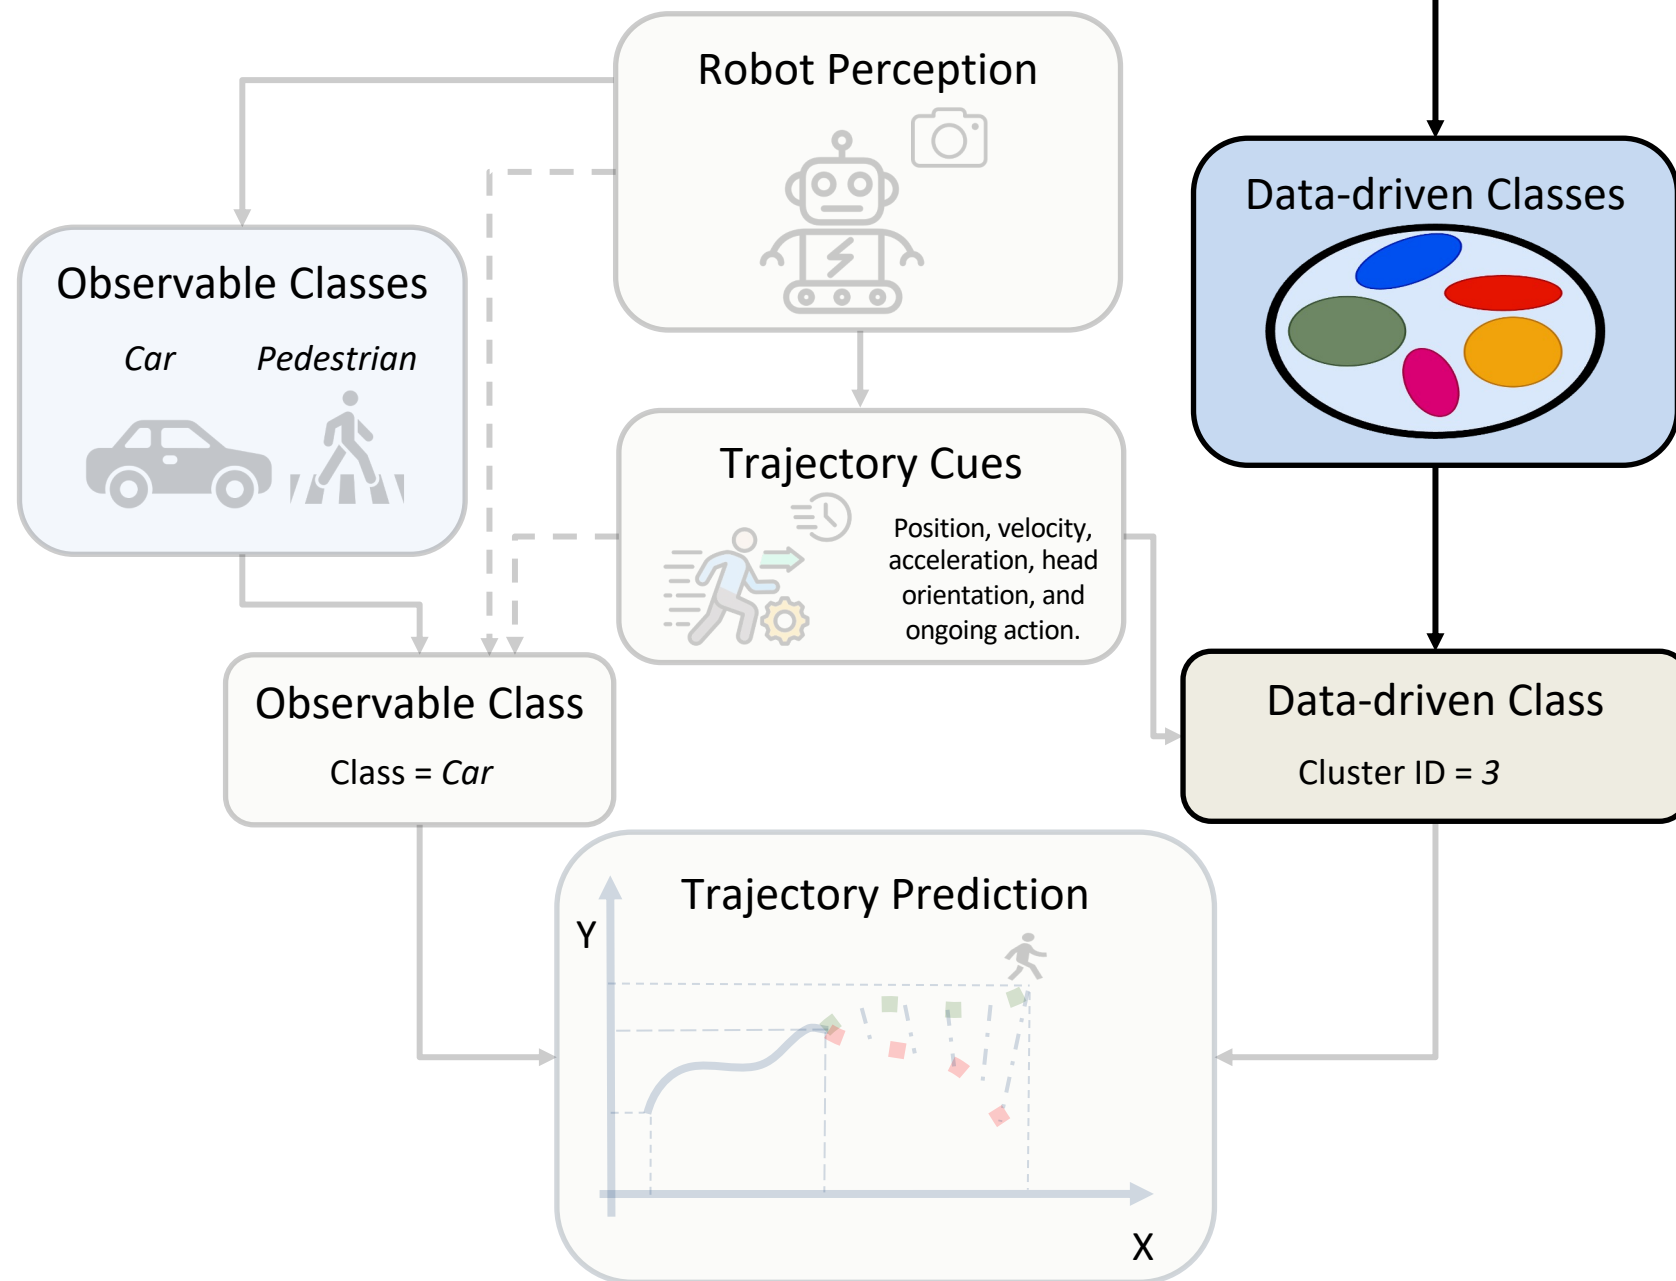 Robot Perception
Data-driven Classes
Observable Classes
Car
Pedestrian
Trajectory Cues
Position, velocity,
acceleration, head
orientation, and
ongoing action.
Observable Class
Class = Car
Data-driven Class
Cluster ID = 3
Trajectory Prediction
Y
X